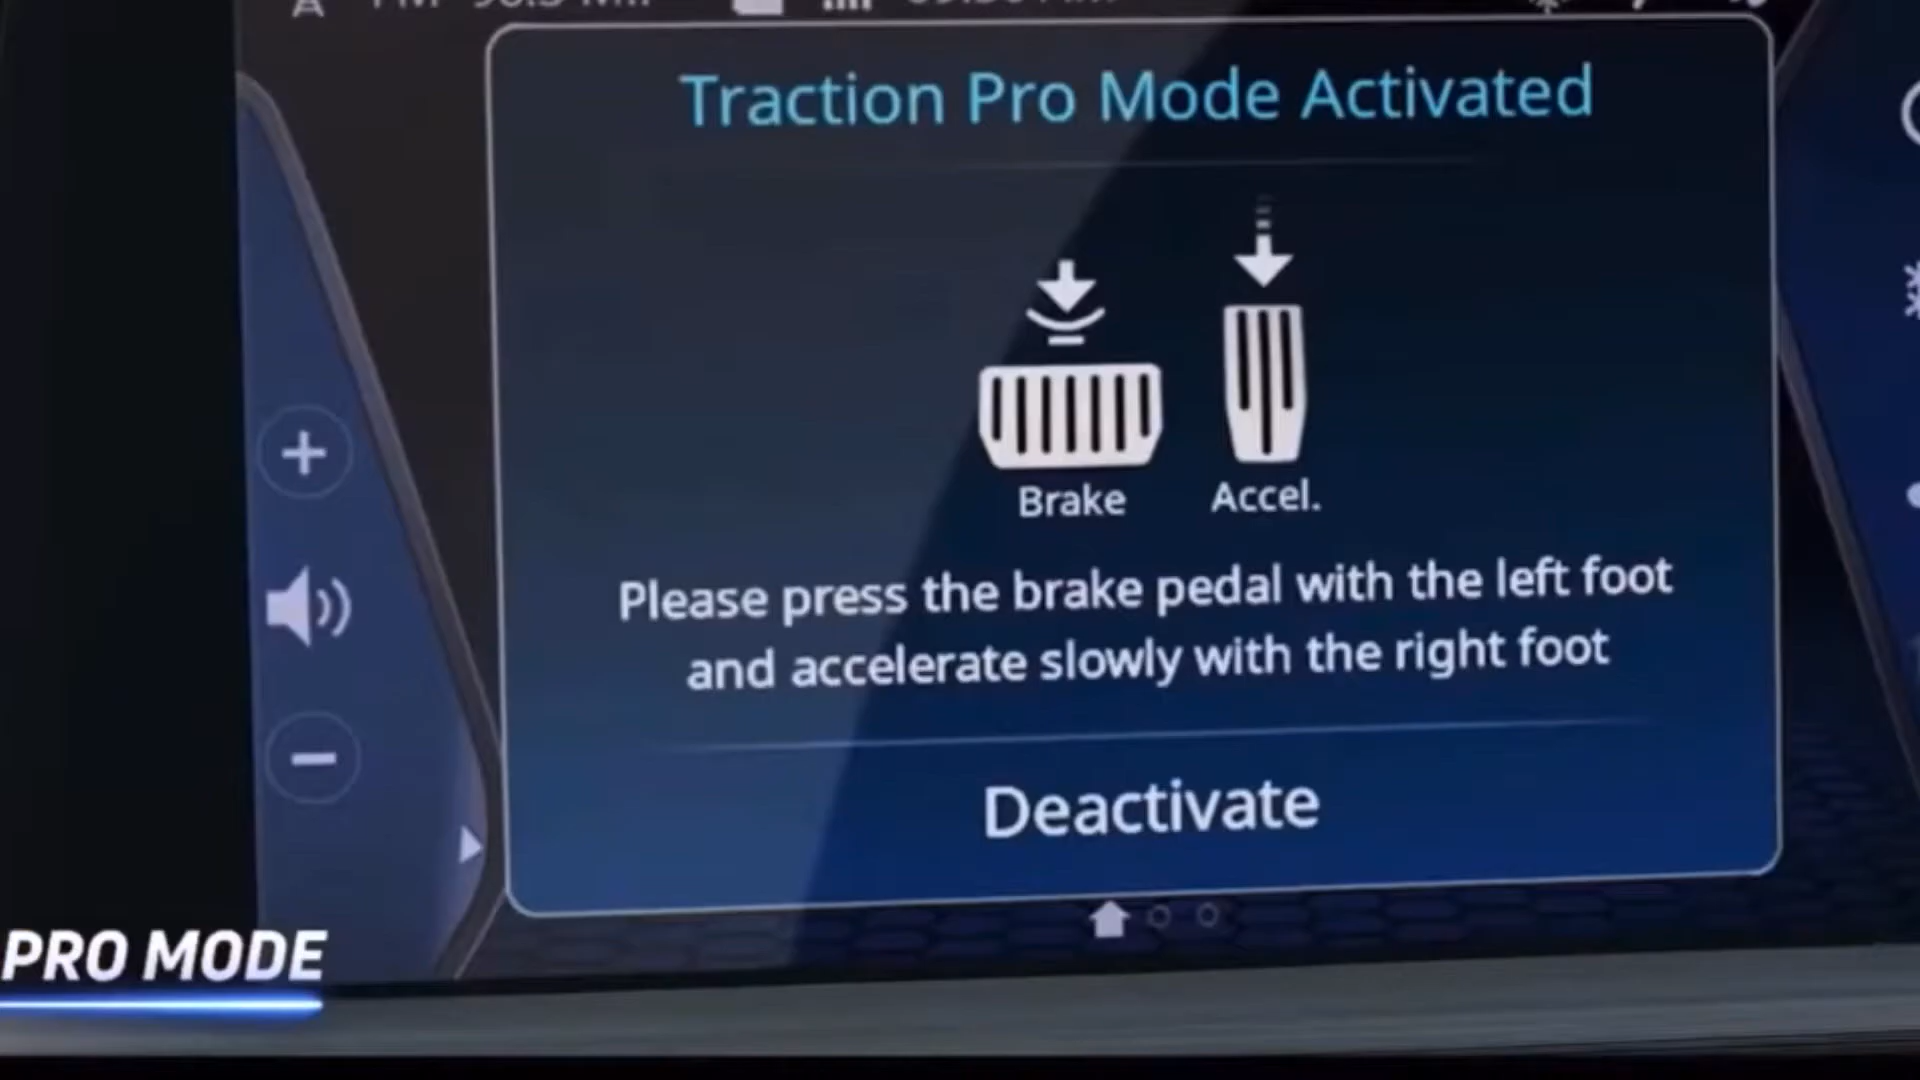 Traction Pro Mode Activated
Brake
Accel.
Please press the brake pedal with the left foot
and accelerate slowly with the right foot
Deactivate
PRO MODE